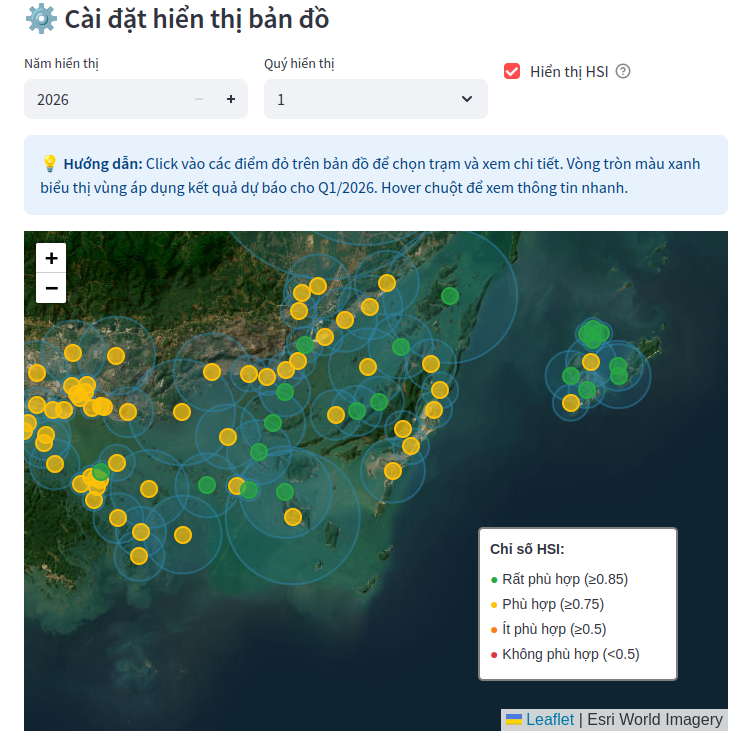 ⚙️ Cài đặt hiển thị bản đồ
Năm hiển thị
Quý hiển thị
2026 − +
1
Hiển thị HSI ?
💡 Hướng dẫn: Click vào các điểm đỏ trên bản đồ để chọn trạm và xem chi tiết. Vòng tròn màu xanh
biểu thị vùng áp dụng kết quả dự báo cho Q1/2026. Hover chuột để xem thông tin nhanh.
+
−
Chỉ số HSI:
Rất phù hợp (≥0.85)
Phù hợp (≥0.75)
Ít phù hợp (≥0.5)
Không phù hợp (<0.5)
Leaflet | Esri World Imagery